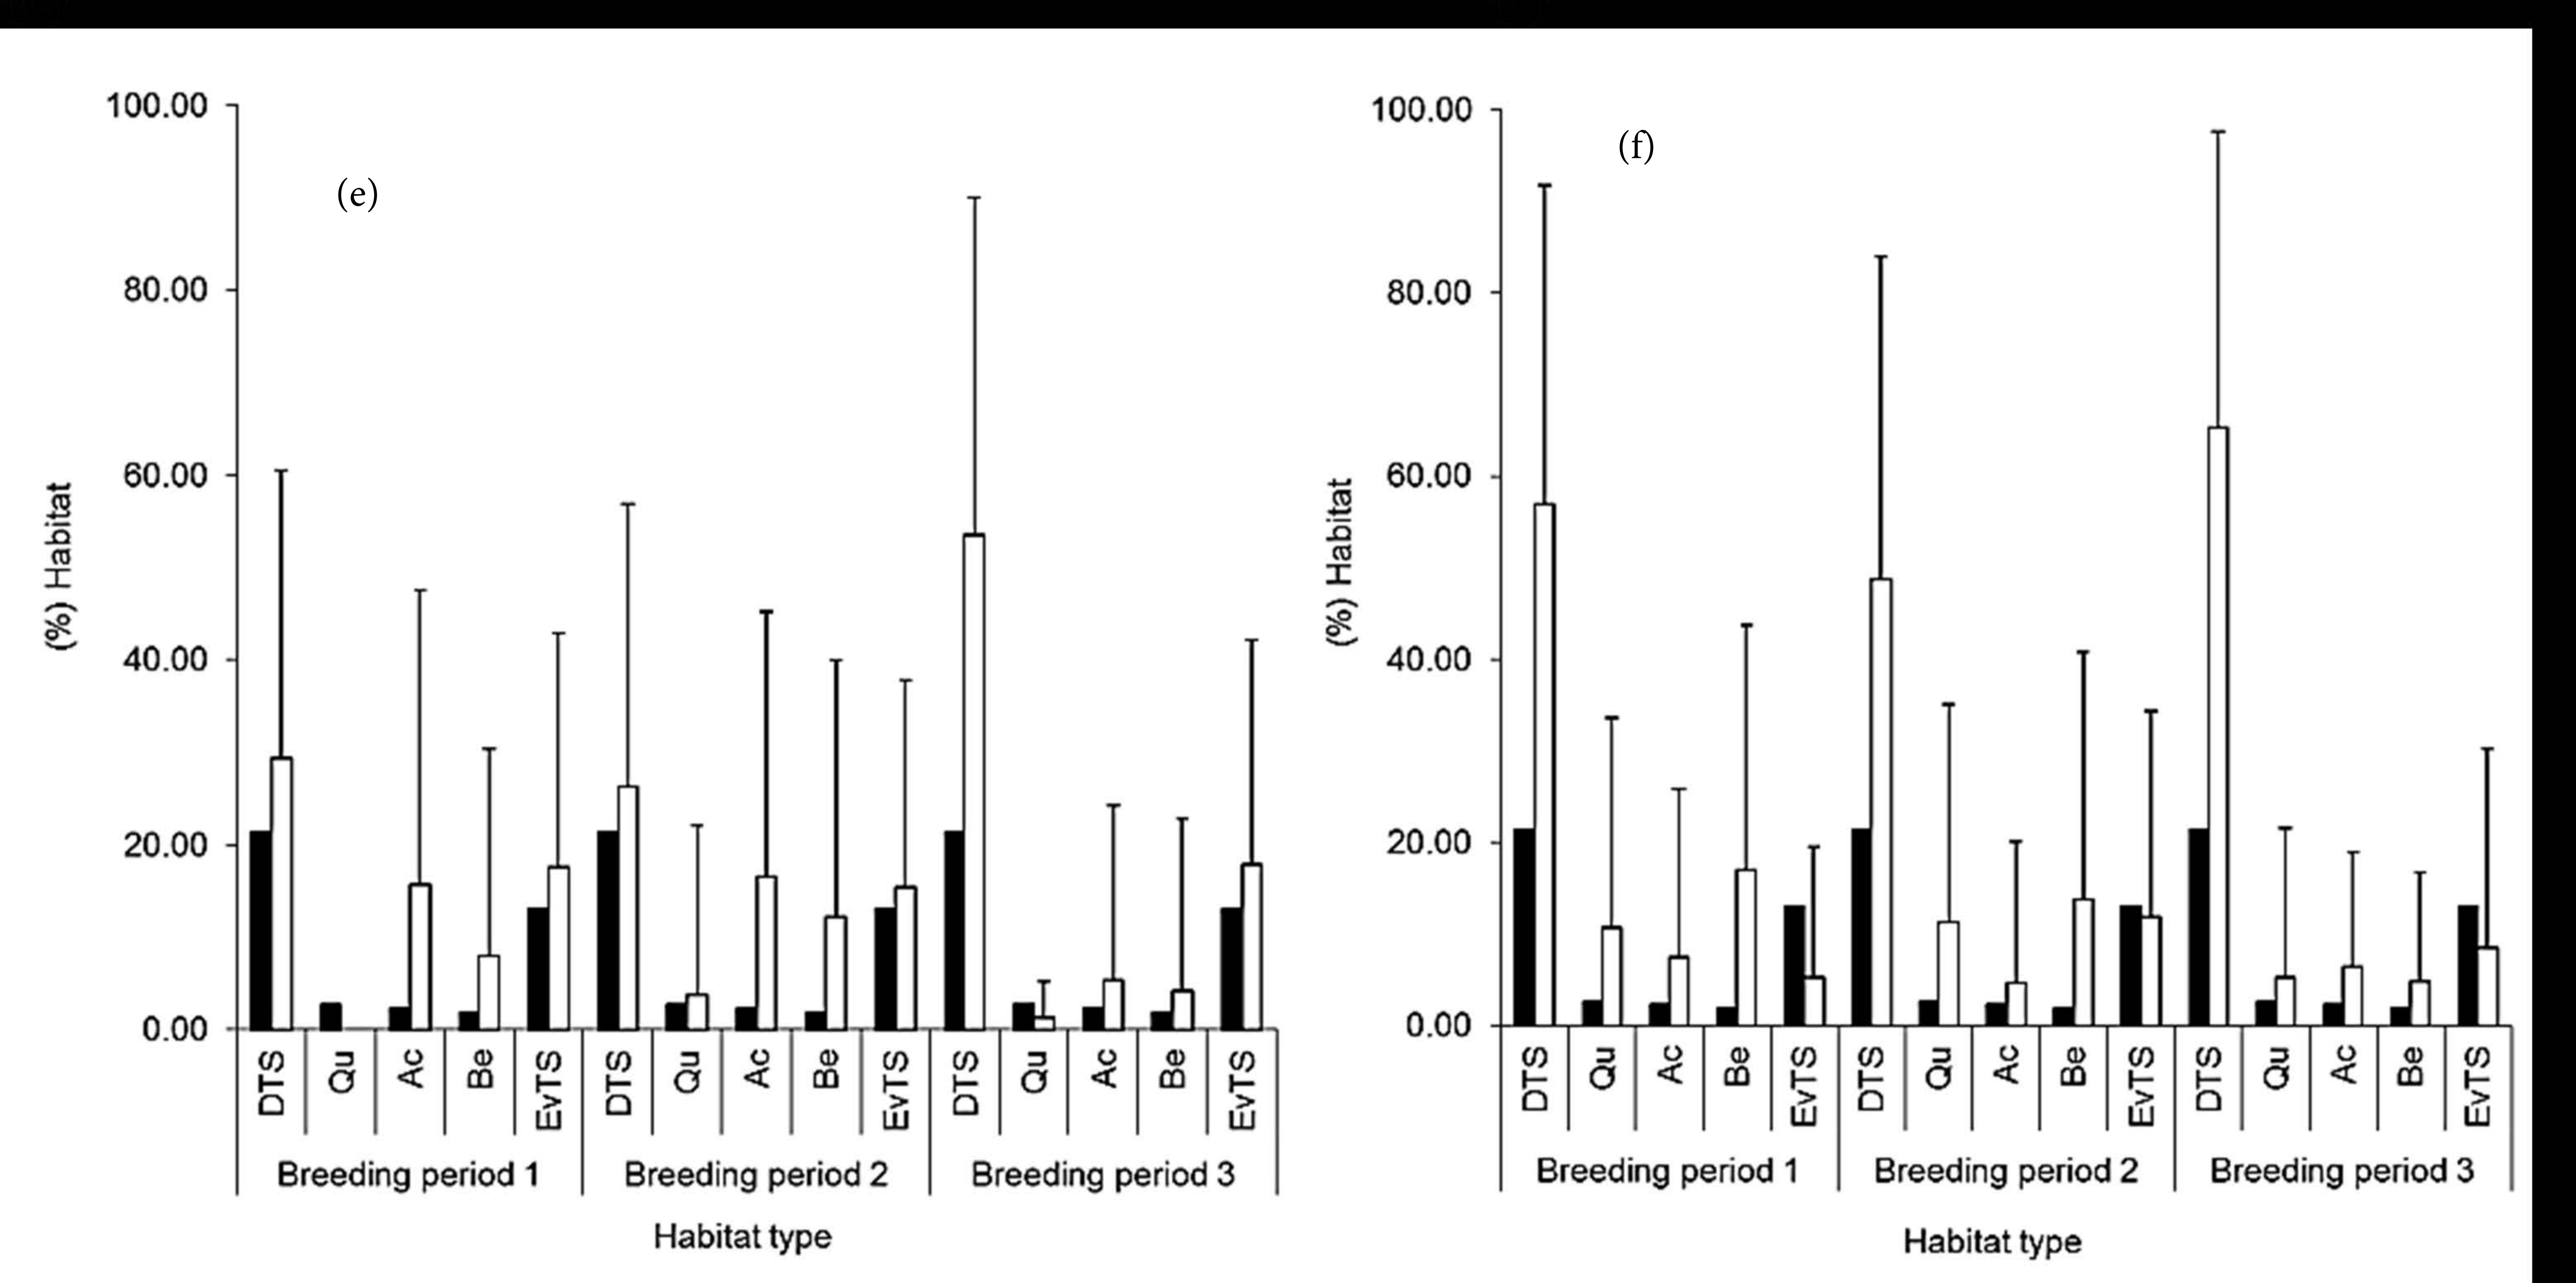 (e)
(%) Habitat
100.00
80.00
60.00
40.00
20.00
0.00
DTS Qu Ac Be EvTS DTS Qu Ac Be EvTS DTS Qu Ac Be EvTS
Breeding period 1 Breeding period 2 Breeding period 3
Habitat type
(f)
(%) Habitat
100.00
80.00
60.00
40.00
20.00
0.00
DTS Qu Ac Be EvTS DTS Qu Ac Be EvTS DTS Qu Ac Be EvTS
Breeding period 1 Breeding period 2 Breeding period 3
Habitat type